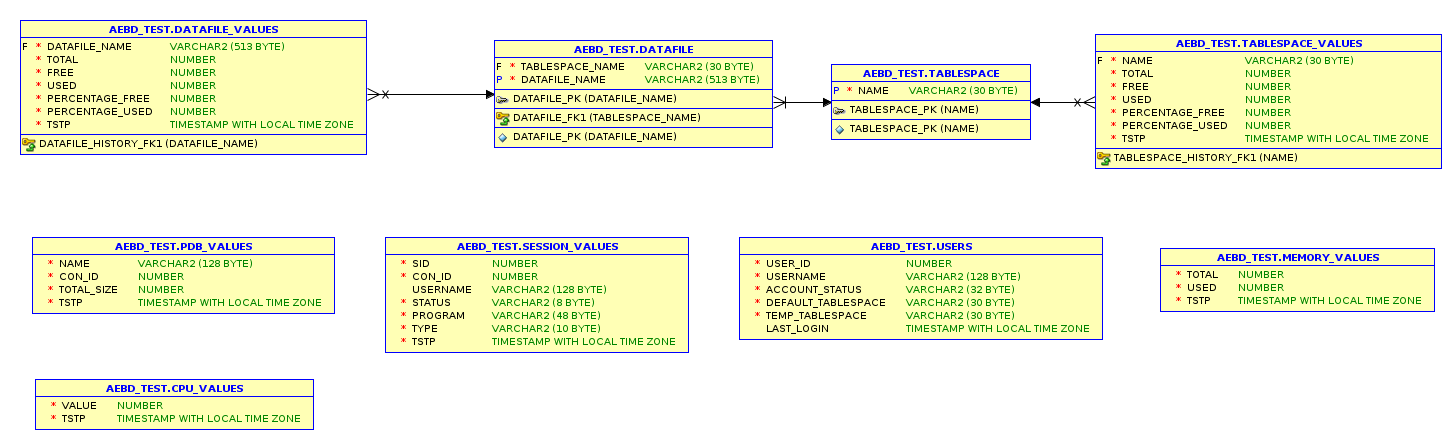 AEBD_TEST.DATAFILE_VALUES
F * DATAFILE_NAME VARCHAR2 (513 BYTE)
* TOTAL NUMBER
* FREE NUMBER
* USED NUMBER
* PERCENTAGE_FREE NUMBER
* PERCENTAGE_USED NUMBER
* TSTP TIMESTAMP WITH LOCAL TIME ZONE
DATAFILE_HISTORY_FK1 (DATAFILE_NAME)
AEBD_TEST.DATAFILE
F * TABLESPACE_NAME VARCHAR2 (30 BYTE)
P * DATAFILE_NAME VARCHAR2 (513 BYTE)
DATAFILE_PK (DATAFILE_NAME)
DATAFILE_FK1 (TABLESPACE_NAME)
DATAFILE_PK (DATAFILE_NAME)
AEBD_TEST.TABLESPACE
P * NAME VARCHAR2 (30 BYTE)
TABLESPACE_PK (NAME)
TABLESPACE_PK (NAME)
AEBD_TEST.TABLESPACE_VALUES
F * NAME VARCHAR2 (30 BYTE)
* TOTAL NUMBER
* FREE NUMBER
* USED NUMBER
* PERCENTAGE_FREE NUMBER
* PERCENTAGE_USED NUMBER
* TSTP TIMESTAMP WITH LOCAL TIME ZONE
TABLESPACE_HISTORY_FK1 (NAME)
AEBD_TEST.PDB_VALUES
* NAME VARCHAR2 (128 BYTE)
* CON_ID NUMBER
* TOTAL_SIZE NUMBER
* TSTP TIMESTAMP WITH LOCAL TIME ZONE
AEBD_TEST.SESSION_VALUES
* SID NUMBER
* CON_ID NUMBER
USERNAME VARCHAR2 (128 BYTE)
* STATUS VARCHAR2 (8 BYTE)
* PROGRAM VARCHAR2 (48 BYTE)
* TYPE VARCHAR2 (10 BYTE)
* TSTP TIMESTAMP WITH LOCAL TIME ZONE
AEBD_TEST.USERS
* USER_ID NUMBER
* USERNAME VARCHAR2 (128 BYTE)
* ACCOUNT_STATUS VARCHAR2 (32 BYTE)
* DEFAULT_TABLESPACE VARCHAR2 (30 BYTE)
* TEMP_TABLESPACE VARCHAR2 (30 BYTE)
LAST_LOGIN TIMESTAMP WITH LOCAL TIME ZONE
AEBD_TEST.MEMORY_VALUES
* TOTAL NUMBER
* USED NUMBER
* TSTP TIMESTAMP WITH LOCAL TIME ZONE
AEBD_TEST.CPU_VALUES
* VALUE NUMBER
* TSTP TIMESTAMP WITH LOCAL TIME ZONE